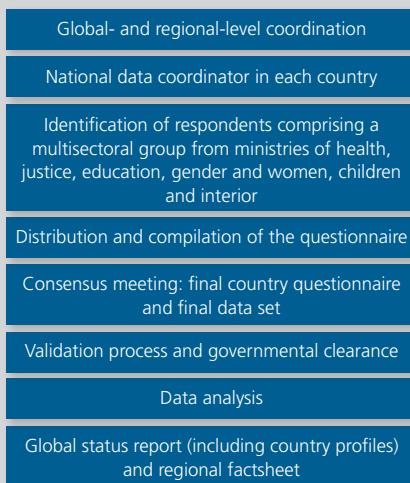 Global- and regional-level coordination
National data coordinator in each country
Identification of respondents comprising a
multisectoral group from ministries of health,
justice, education, gender and women, children
and interior
Distribution and compilation of the questionnaire
Consensus meeting: final country questionnaire
and final data set
Validation process and governmental clearance
Data analysis
Global status report (including country profiles)
and regional factsheet